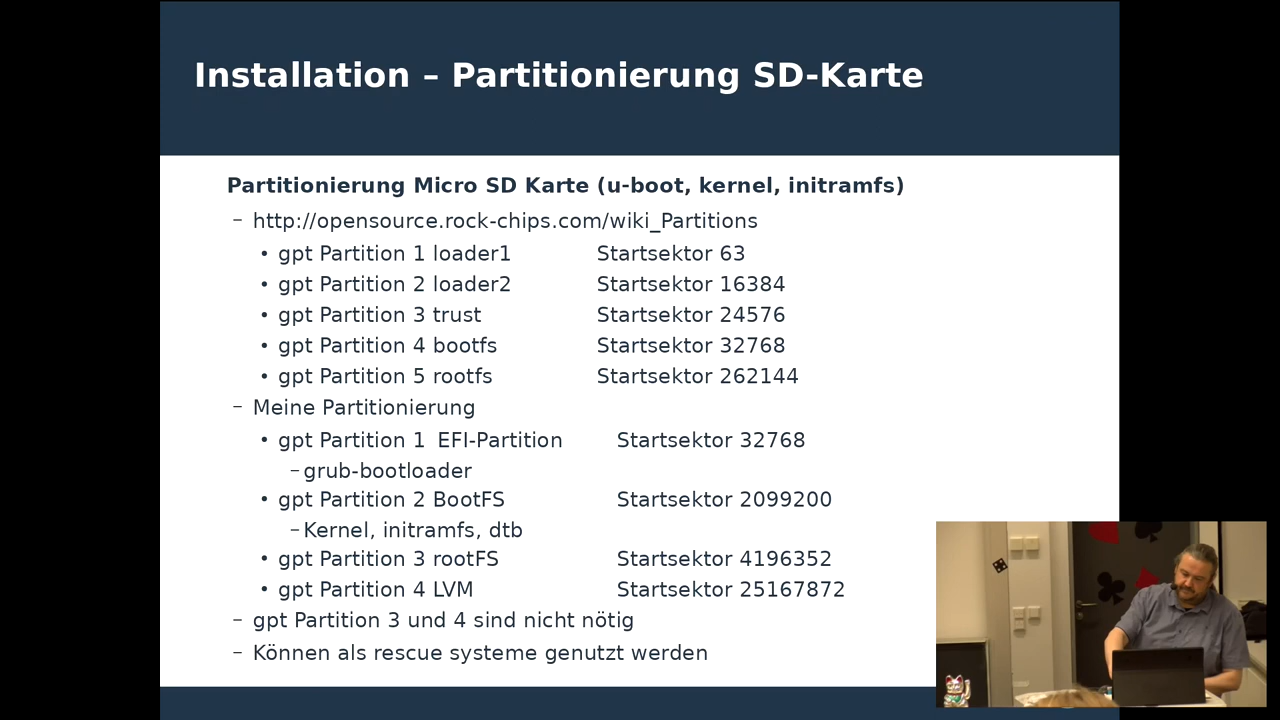 Installation – Partitionierung SD-Karte
Partitionierung Micro SD Karte (u-boot, kernel, initramfs)
– http://opensource.rock-chips.com/wiki_Partitions
• gpt Partition 1 loader1 Startsektor 63
• gpt Partition 2 loader2 Startsektor 16384
• gpt Partition 3 trust Startsektor 24576
• gpt Partition 4 bootfs Startsektor 32768
• gpt Partition 5 rootfs Startsektor 262144
– Meine Partitionierung
• gpt Partition 1 EFI-Partition Startsektor 32768
– grub-bootloader
• gpt Partition 2 BootFS Startsektor 2099200
– Kernel, initramfs, dtb
• gpt Partition 3 rootFS Startsektor 4196352
• gpt Partition 4 LVM Startsektor 25167872
– gpt Partition 3 und 4 sind nicht nötig
– Können als rescue systeme genutzt werden